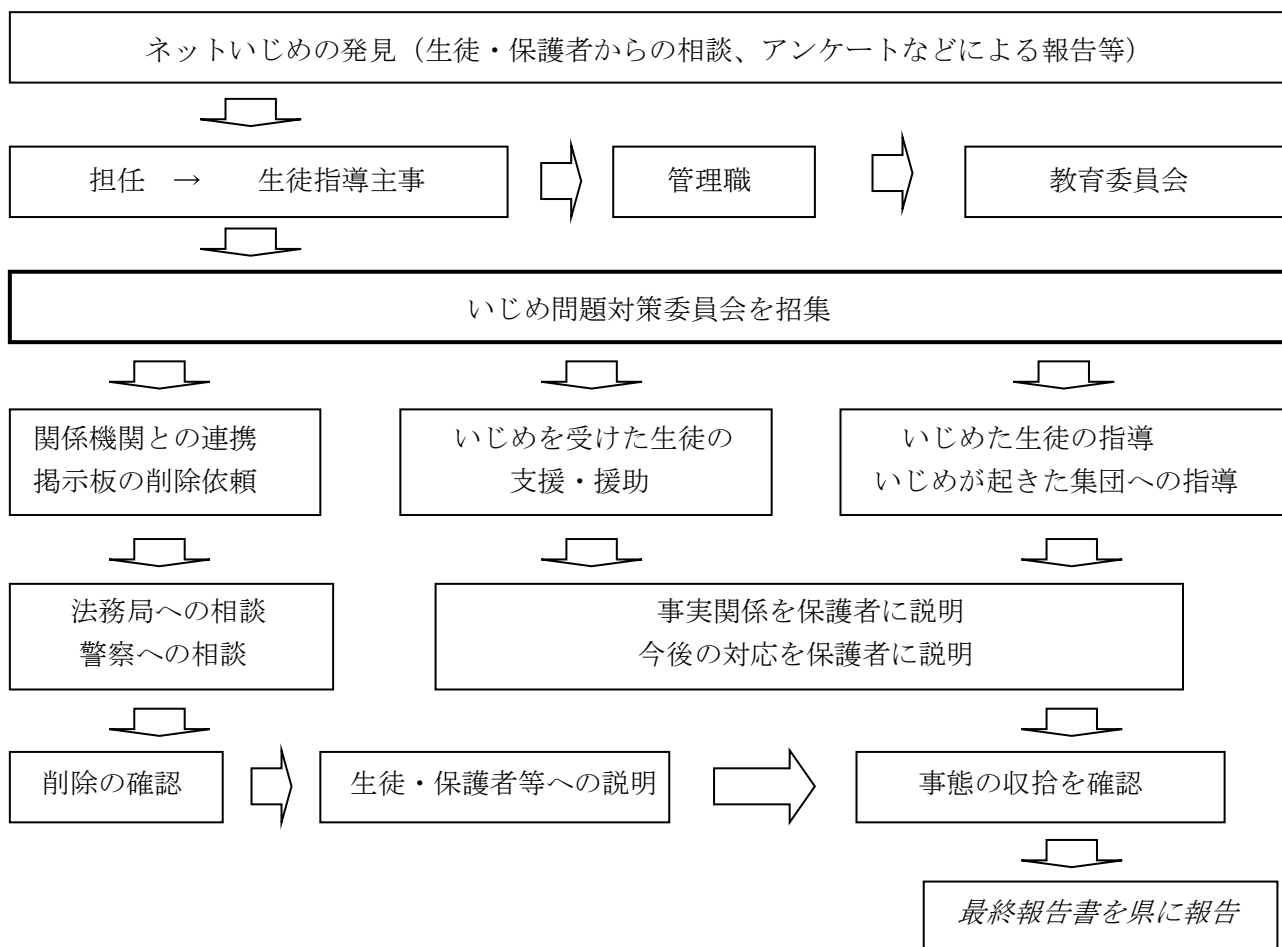 ネットいじめの発見（生徒・保護者からの相談、アンケートなどによる報告等）
担任　→　　生徒指導主事
管理職
教育委員会
いじめ問題対策委員会を招集
関係機関との連携
掲示板の削除依頼
いじめを受けた生徒の
支援・援助
いじめた生徒の指導
いじめが起きた集団への指導
法務局への相談
警察への相談
事実関係を保護者に説明
今後の対応を保護者に説明
削除の確認
生徒・保護者等への説明
事態の収拾を確認
最終報告書を県に報告